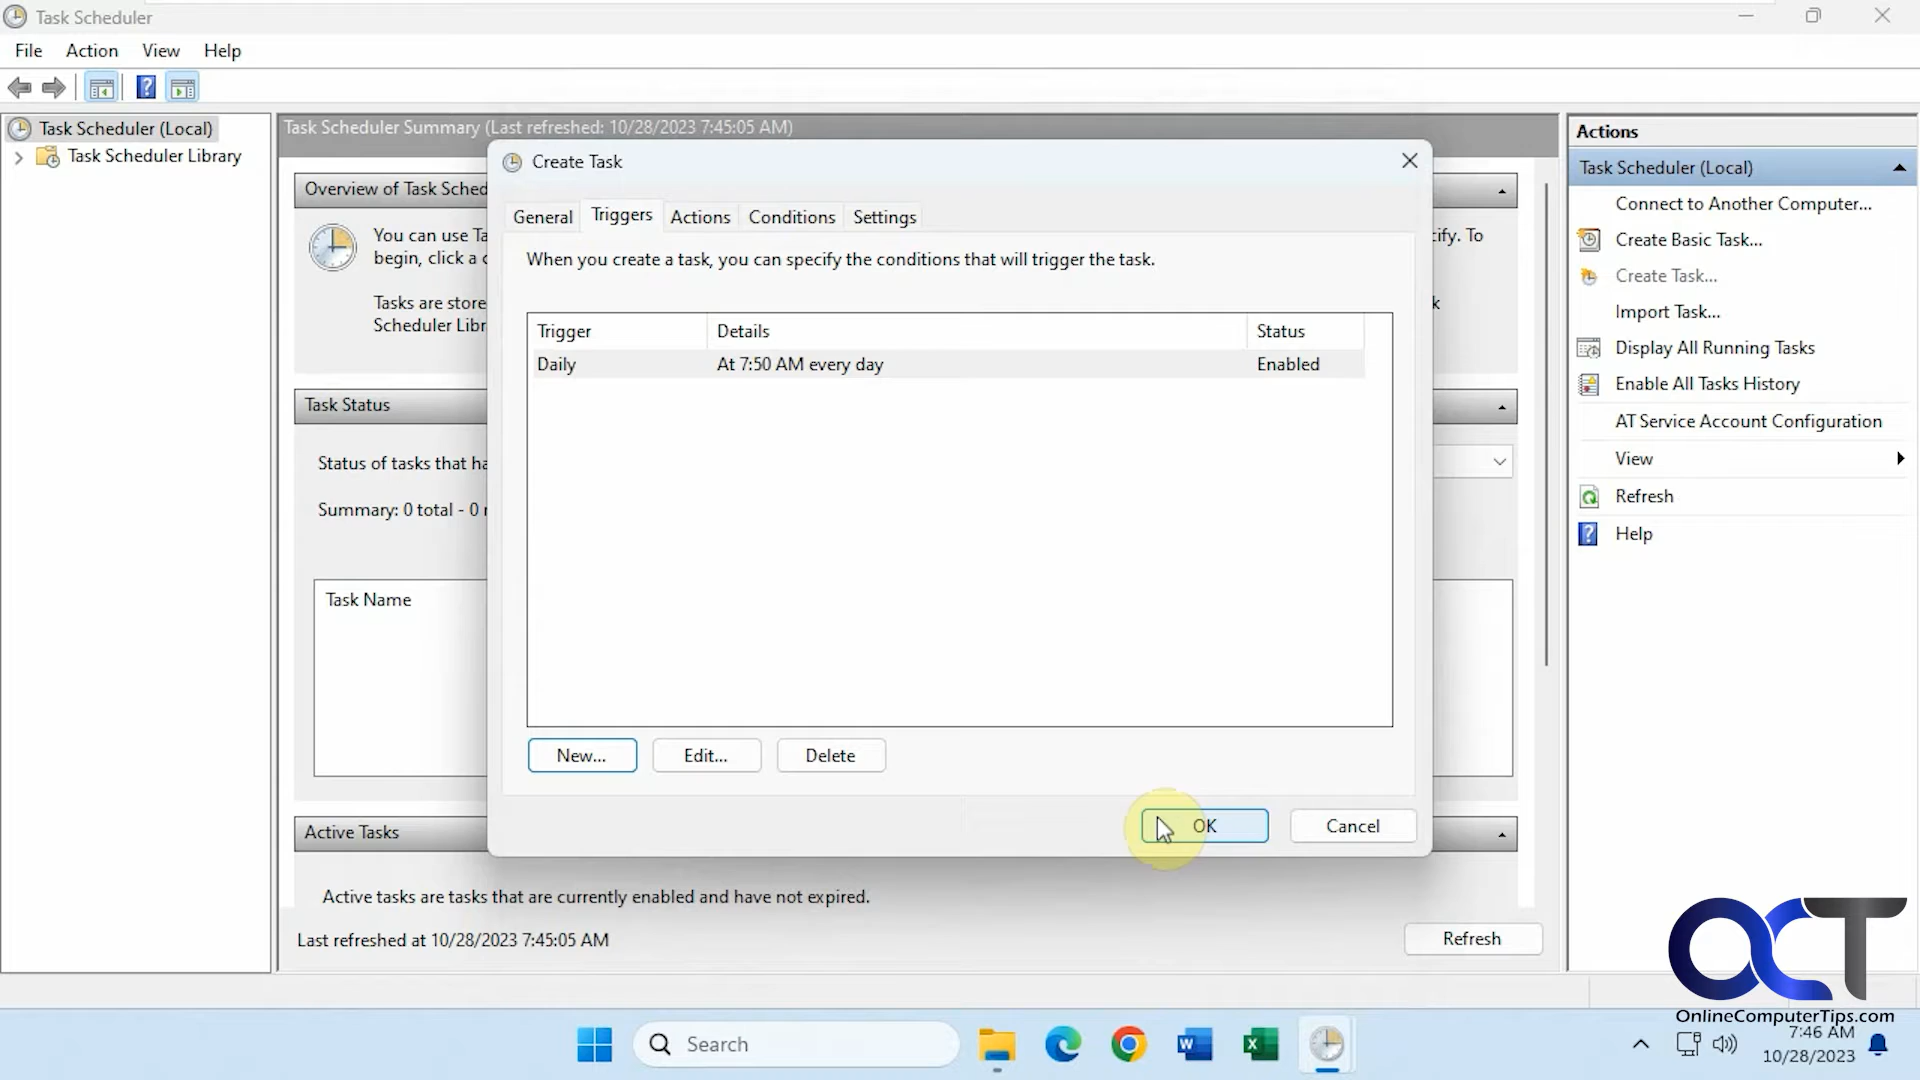 Task Scheduler
File Action View Help
Task Scheduler (Local)
Task Scheduler Library
Task Scheduler Summary (Last refreshed: 10/28/2023 7:45:05 AM)
Overview of Task Sched
You can use Ta
begin, click a c
ify. To
Tasks are store
Scheduler Libr
k
Task Status
Status of tasks that ha
Summary: 0 total - 0 r
Task Name
Active Tasks
Active tasks are tasks that are currently enabled and have not expired.
Last refreshed at 10/28/2023 7:45:05 AM
Refresh
Create Task
General Triggers Actions Conditions Settings
When you create a task, you can specify the conditions that will trigger the task.
Trigger Details Status
Daily At 7:50 AM every day Enabled
New... Edit... Delete
OK Cancel
Actions
Task Scheduler (Local)
Connect to Another Computer...
Create Basic Task...
Create Task...
Import Task...
Display All Running Tasks
Enable All Tasks History
AT Service Account Configuration
View
Refresh
Help
OCT
OnlineComputerTips.com
Search
7:46 AM
10/28/2023